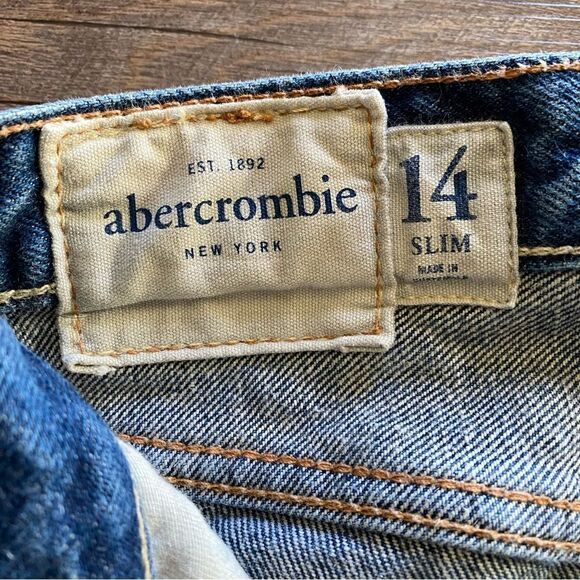 EST. 1892
abercrombie
NEW YORK
14
SLIM
MADE IN